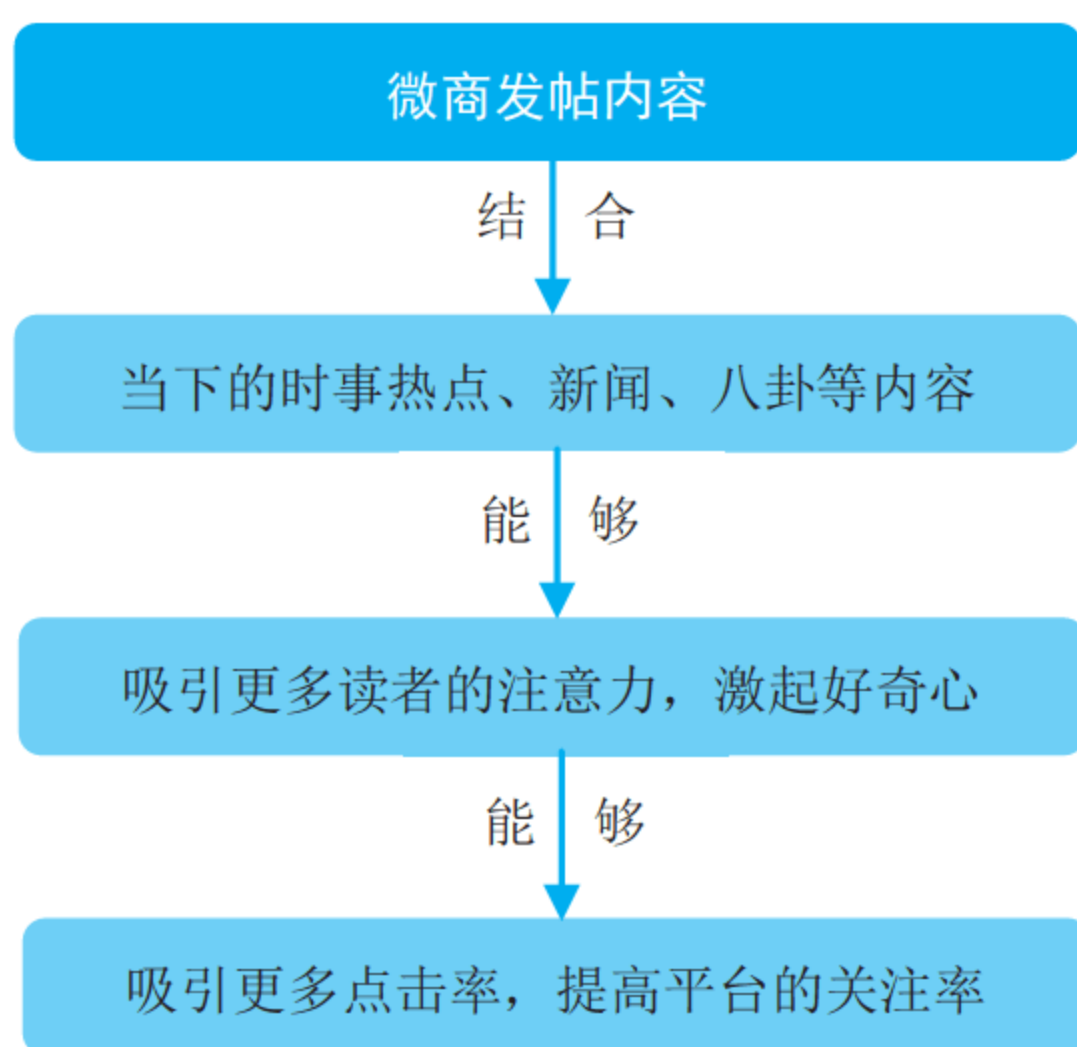 微商发帖内容
结合
当下的时事热点、新闻、八卦等内容
能够
吸引更多读者的注意力，激起好奇心
能够
吸引更多点击率，提高平台的关注率